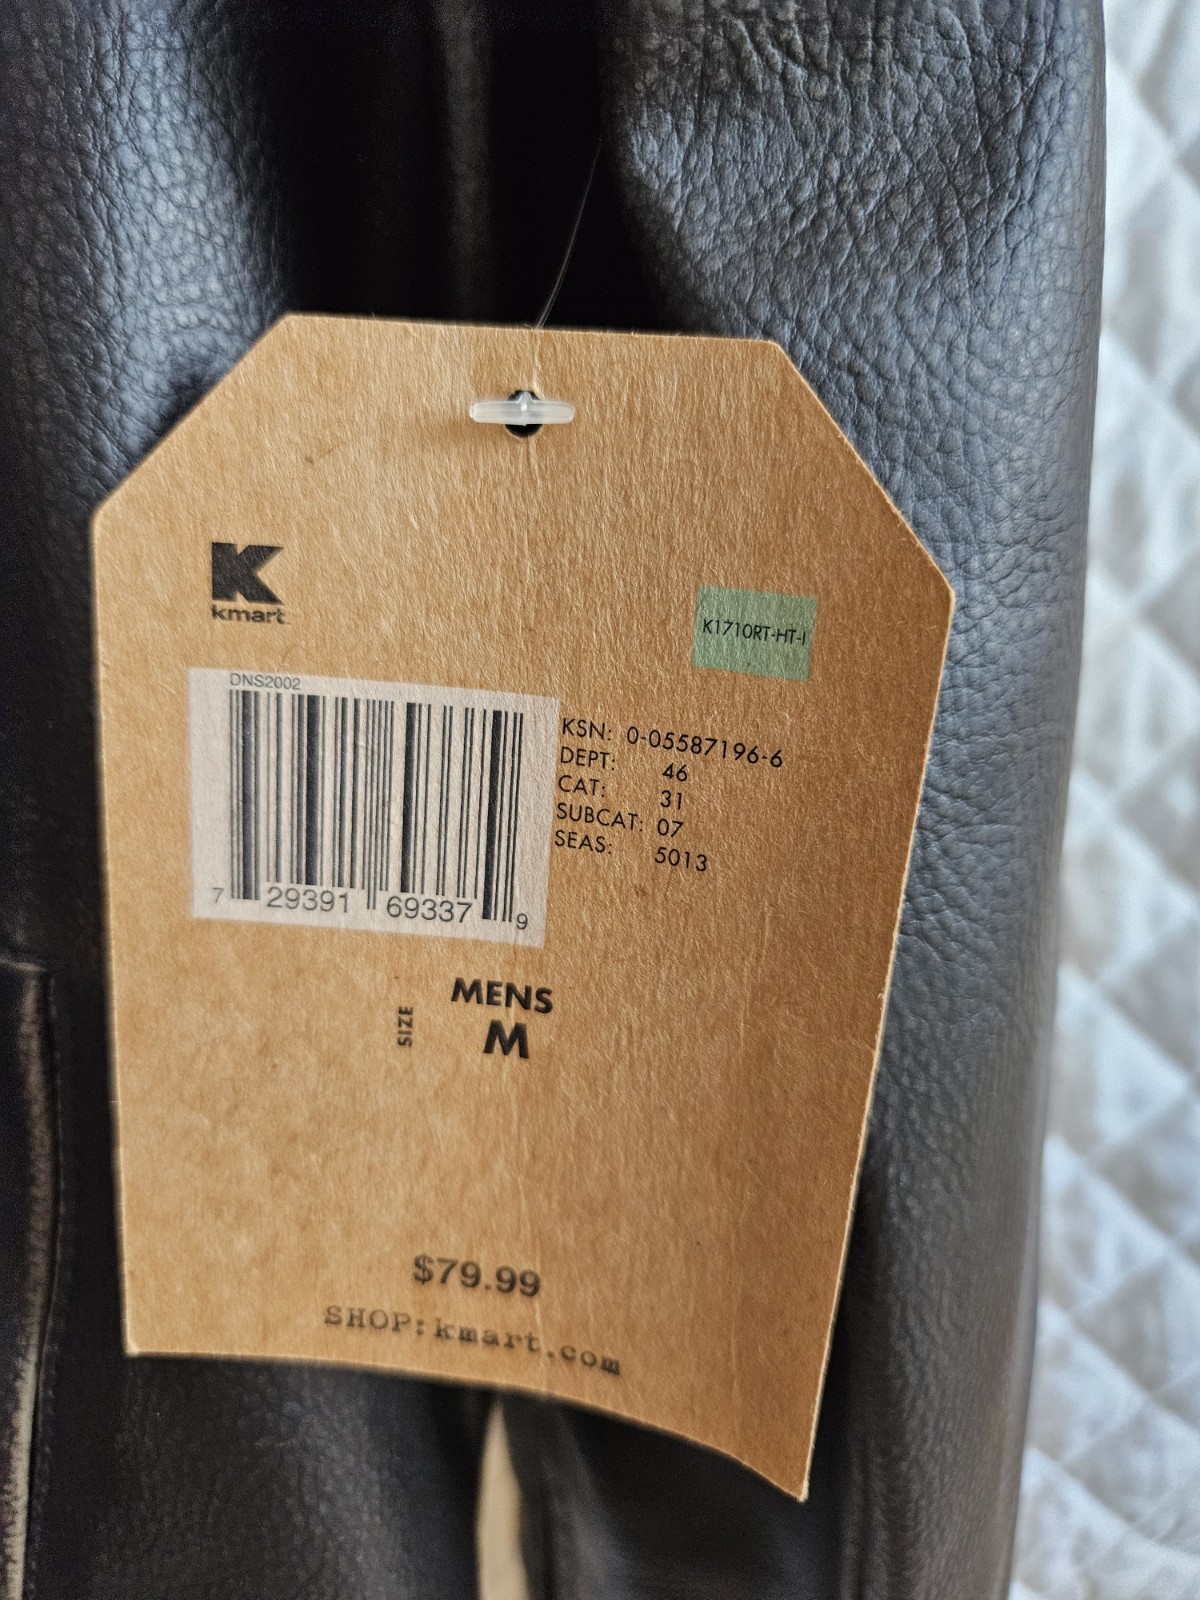 K
kmart
K1710RT-HT-I
DNS2002
7 29391 69337 9
KSN: 0-05587196-6
DEPT: 46
CAT: 31
SUBCAT: 07
SEAS: 5013
SIZE
MENS
M
$79.99
SHOP:kmart.com